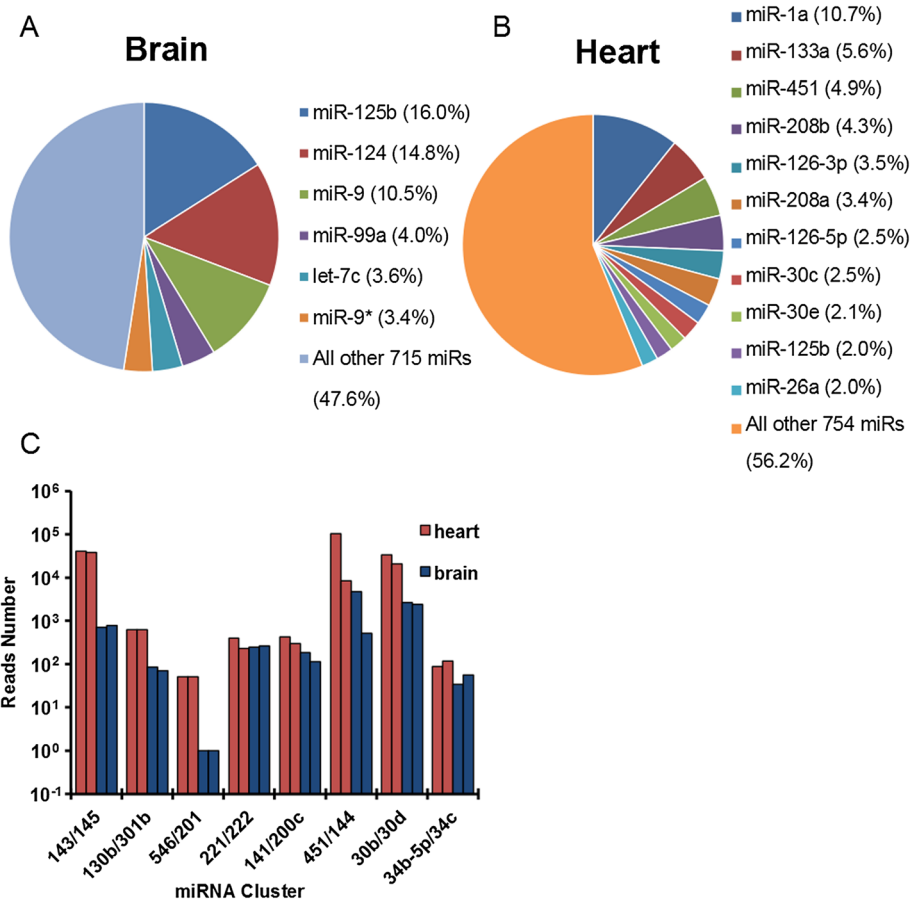 A
Brain
miR-125b (16.0%)
miR-124 (14.8%)
miR-9 (10.5%)
miR-99a (4.0%)
let-7c (3.6%)
miR-9* (3.4%)
All other 715 miRs
(47.6%)
B
Heart
miR-1a (10.7%)
miR-133a (5.6%)
miR-451 (4.9%)
miR-208b (4.3%)
miR-126-3p (3.5%)
miR-208a (3.4%)
miR-126-5p (2.5%)
miR-30c (2.5%)
miR-30e (2.1%)
miR-125b (2.0%)
miR-26a (2.0%)
All other 754 miRs
(56.2%)
C
Reads Number
10⁶
10⁵
10⁴
10³
10²
10¹
10⁰
10⁻¹
heart
brain
143/145
130b/301b
546/201
221/222
141/200c
451/144
30b/30d
34b-5p/34c
miRNA Cluster